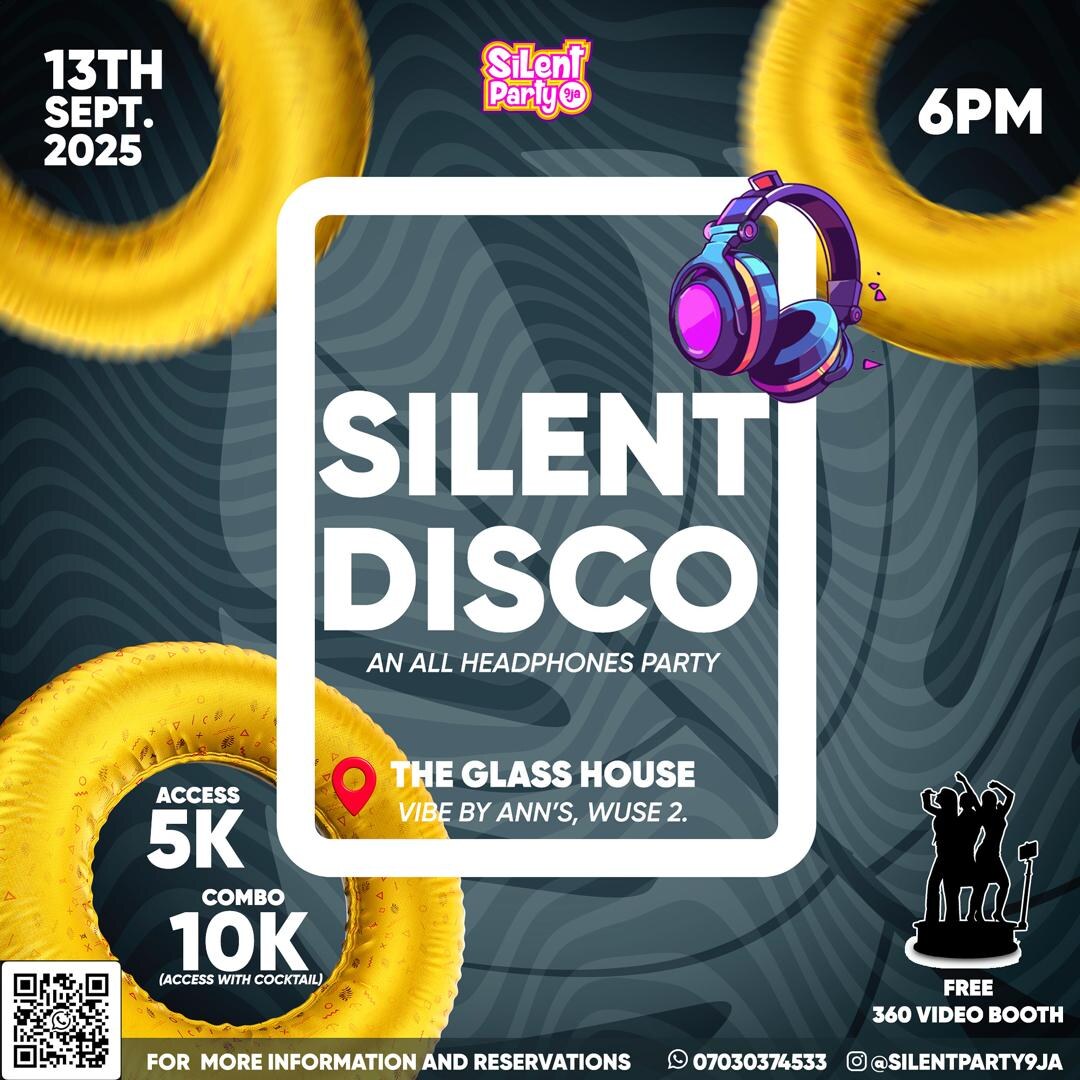 13TH
SEPT.
2025
Silent
Party 9ja
6PM
SILENT
DISCO
AN ALL HEADPHONES PARTY
THE GLASS HOUSE
VIBE BY ANN'S, WUSE 2.
ACCESS
5K
COMBO
10K
(ACCESS WITH COCKTAIL)
FREE
360 VIDEO BOOTH
FOR MORE INFORMATION AND RESERVATIONS 07030374533 @SILENTPARTY9JA